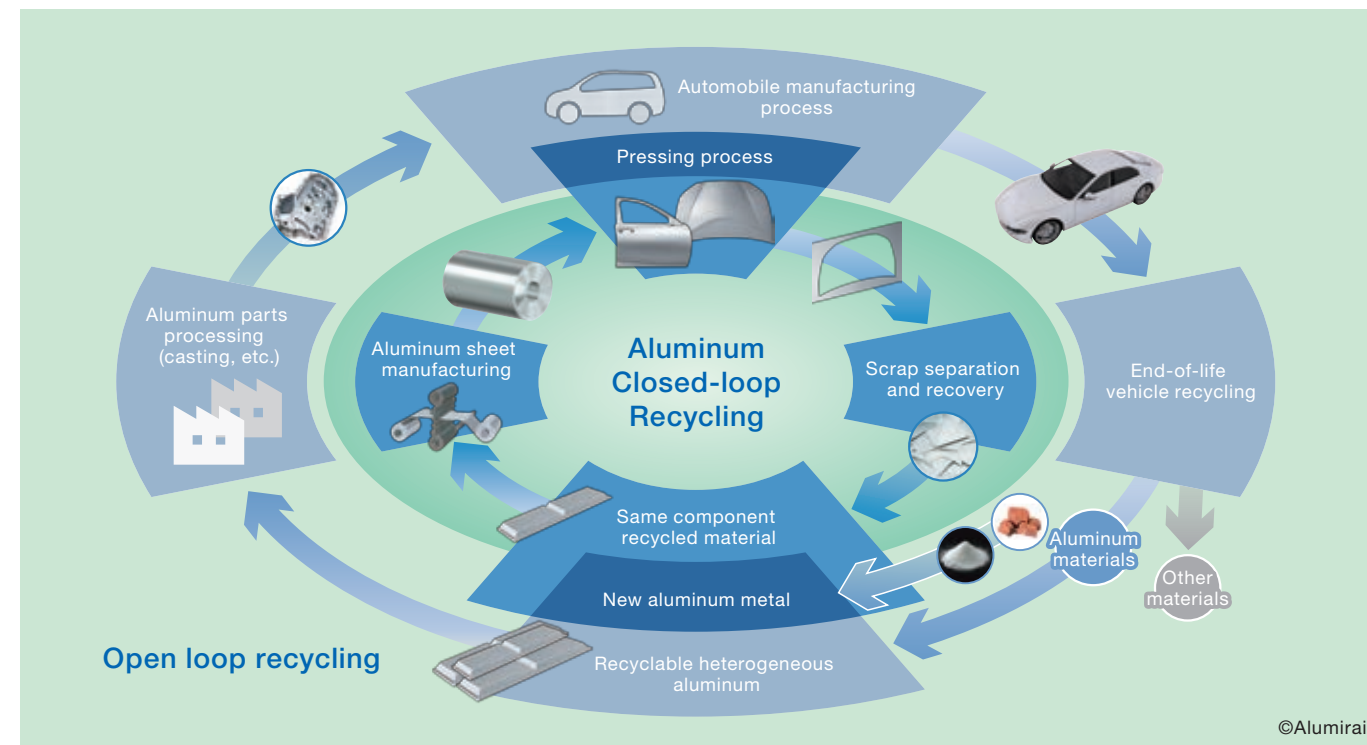 Automobile manufacturing
process
Pressing process
Aluminum parts
processing
(casting, etc.)
Aluminum sheet
manufacturing
Aluminum
Closed-loop
Recycling
Scrap separation
and recovery
End-of-life
vehicle recycling
Same component
recycled material
Aluminum
materials
Other
materials
New aluminum metal
Open loop recycling
Recyclable heterogeneous
aluminum
©Alumirai